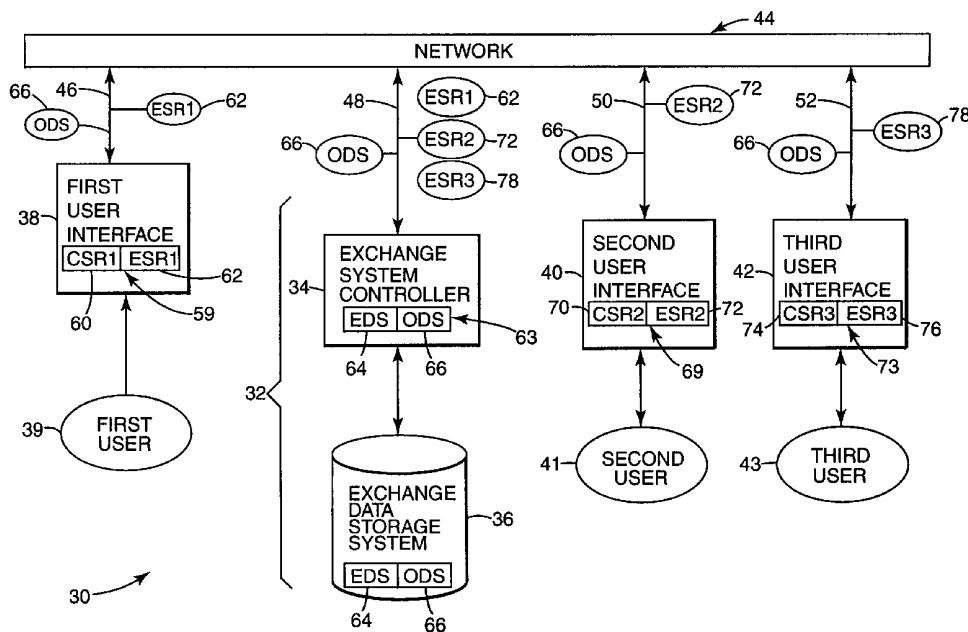 44
NETWORK
66
46
ODS
ESR1
62
48
ESR1
62
66
ODS
ESR2
72
ESR3
78
50
ESR2
72
66
ODS
52
ESR3
78
66
ODS
38
FIRST
USER
INTERFACE
CSR1
ESR1
60
59
62
34
EXCHANGE
SYSTEM
CONTROLLER
EDS
ODS
63
64
66
40
SECOND
USER
INTERFACE
70
CSR2
ESR2
72
69
42
THIRD
USER
INTERFACE
74
CSR3
ESR3
76
73
32
39
FIRST
USER
41
SECOND
USER
43
THIRD
USER
EXCHANGE
DATA
STORAGE
SYSTEM
36
EDS
ODS
64
66
30